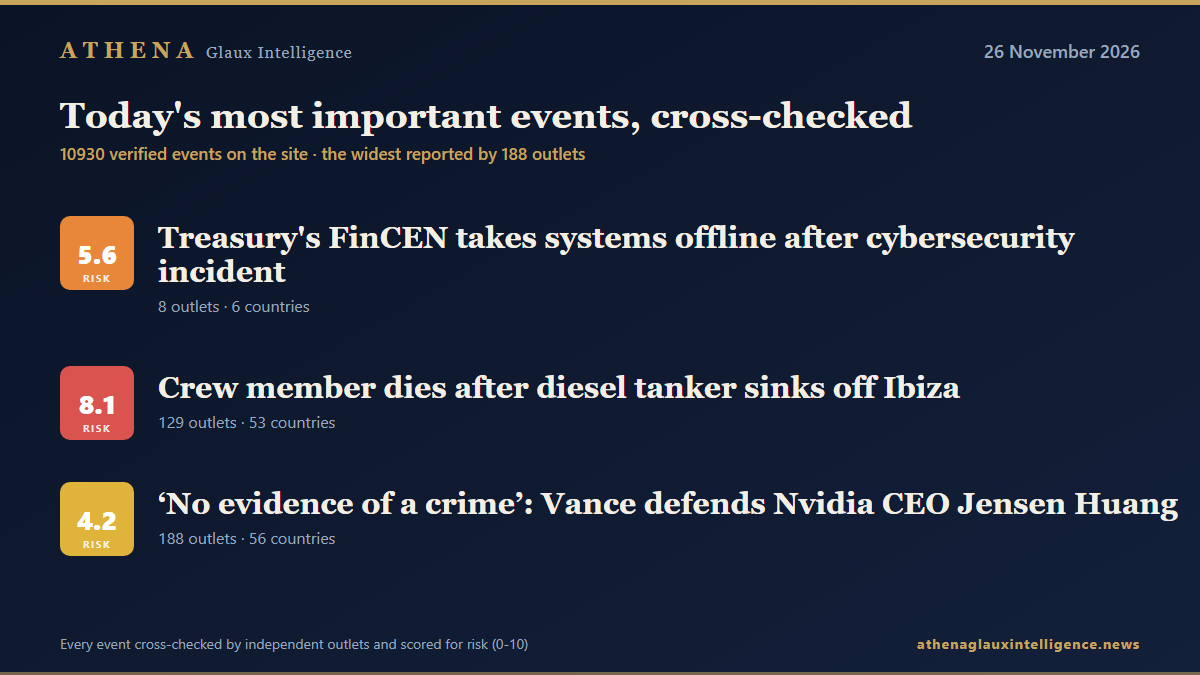 ATHENA Glaux Intelligence
26 November 2026
Today's most important events, cross-checked
10930 verified events on the site · the widest reported by 188 outlets
5.6
RISK
Treasury's FinCEN takes systems offline after cybersecurity
incident
8 outlets · 6 countries
8.1
RISK
Crew member dies after diesel tanker sinks off Ibiza
129 outlets · 53 countries
4.2
RISK
‘No evidence of a crime’: Vance defends Nvidia CEO Jensen Huang
188 outlets · 56 countries
Every event cross-checked by independent outlets and scored for risk (0-10)
athenaglauxintelligence.news